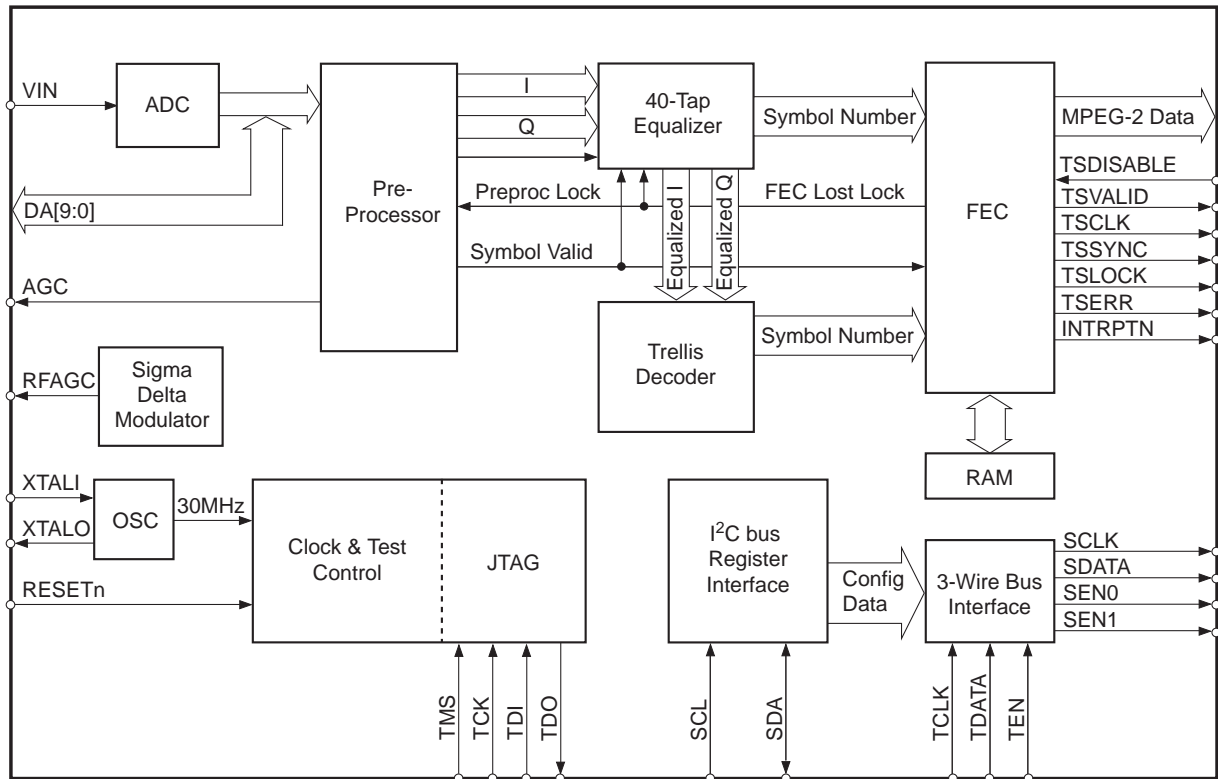 VIN
ADC
DA[9:0]
AGC
RFAGC
Sigma
Delta
Modulator
Pre-
Processor
I
Q
40-Tap
Equalizer
Preproc Lock
Symbol Valid
Equalized I
Equalized Q
Symbol Number
FEC Lost Lock
Trellis
Decoder
Symbol Number
FEC
MPEG-2 Data
TSDISABLE
TSVALID
TSCLK
TSSYNC
TSLOCK
TSERR
INTRPTN
RAM
XTALI
XTALO
OSC
30MHz
RESETn
Clock & Test
Control
JTAG
TMS
TCK
TDI
TDO
I²C bus
Register
Interface
SCL
SDA
Config
Data
3-Wire Bus
Interface
SCLK
SDATA
SEN0
SEN1
TCLK
TDATA
TEN